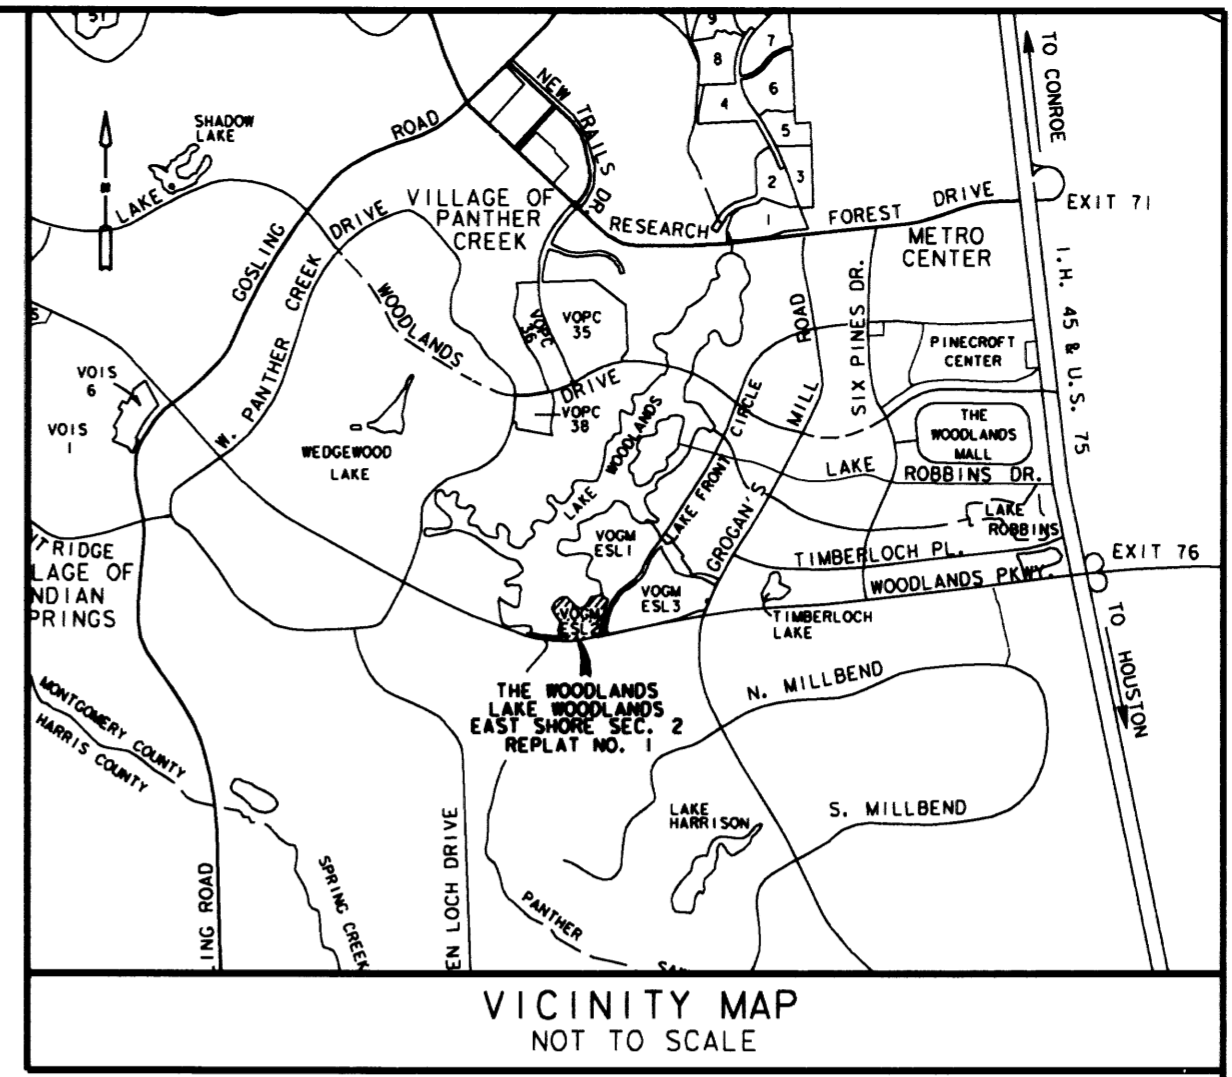 51
9
7
8
6
4
5
2
3
1
TO CONROE
NEW TRAILS DR
SHADOW
LAKE
ROAD
LAKE
GOSLING
W. PANTHER CREEK DRIVE
VILLAGE OF
PANTHER
CREEK
RESEARCH
FOREST DRIVE
EXIT 71
METRO
CENTER
WOODLANDS
DRIVE
VOPC
36
VOPC
35
VOPC
38
ROAD
SIX PINES DR.
I.H. 45 & U.S. 75
PINECROFT
CENTER
VOIS
6
VOIS
1
WEDGEWOOD
LAKE
LAKE WOODLANDS
LAKE FRONT CIRCLE
GROGAN'S MILL
THE
WOODLANDS
MALL
LAKE ROBBINS DR.
LAKE
ROBBINS
VOGM
ESL1
VOGM
ESL3
VOGM
TIMBERLOCH PL.
WOODLANDS PKWY.
EXIT 76
TIMBERLOCH
LAKE
TO HOUSTON
NTRIDGE
LAGE OF
NDIAN
PRINGS
THE WOODLANDS
LAKE WOODLANDS
EAST SHORE SEC. 2
REPLAT NO. 1
N. MILLBEND
S. MILLBEND
MONTGOMERY COUNTY
HARRIS COUNTY
LAKE
HARRISON
SPRING CREEK
ING ROAD
EN LOCH DRIVE
PANTHER
VICINITY MAP
NOT TO SCALE